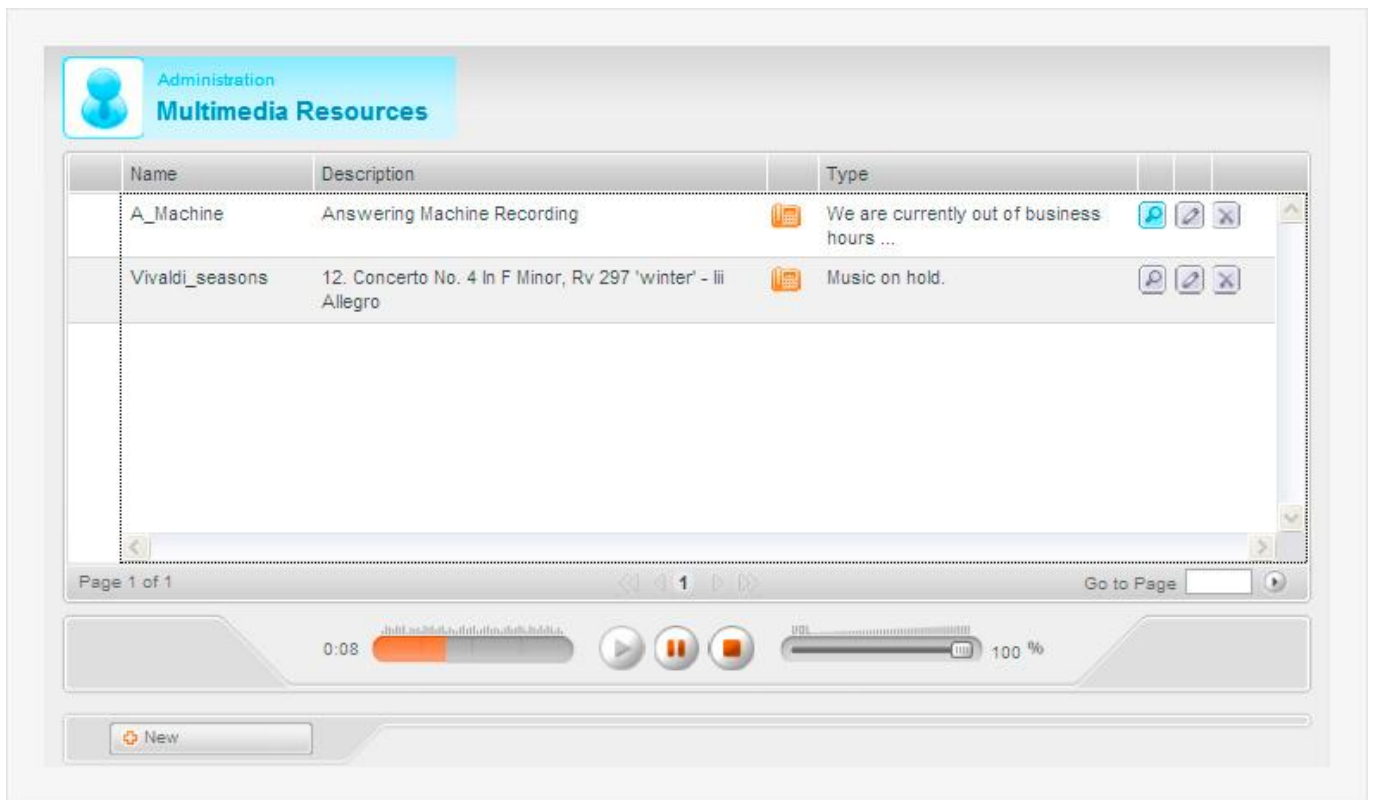 Administration
Multimedia Resources
Name Description Type
A_Machine Answering Machine Recording We are currently out of business
hours ...
Vivaldi_seasons 12. Concerto No. 4 In F Minor, Rv 297 'winter' - Iii Music on hold.
Allegro
Page 1 of 1 1 Go to Page
VOL
0:08 100 %
New